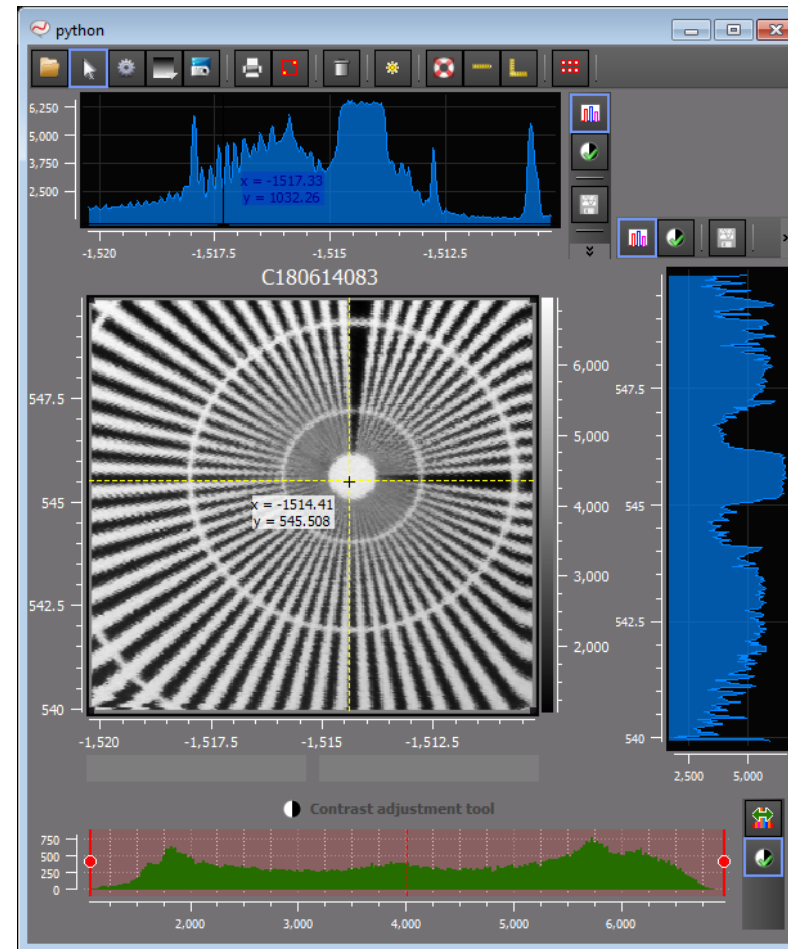 python
6,250
5,000
3,750
2,500
x = -1517.33
y = 1032.26
-1,520 -1,517.5 -1,515 -1,512.5
C180614083
547.5
545
542.5
540
x = -1514.41
y = 545.508
-1,520 -1,517.5 -1,515 -1,512.5
6,000
5,000
4,000
3,000
2,000
547.5
545
542.5
540
2,500 5,000
Contrast adjustment tool
750
500
250
0
2,000 3,000 4,000 5,000 6,000